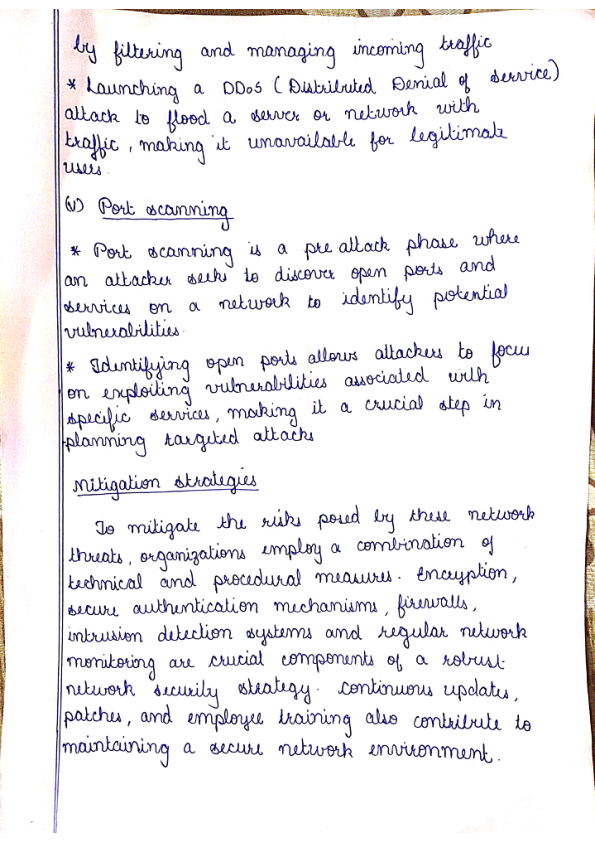 by filtering and managing incoming traffic
* Launching a DDoS (Distributed Denial of service)
attack to flood a server or network with
traffic, making it unavailable for legitimate
users.
(v) Port scanning
* Port scanning is a pre attack phase where
an attacker seeks to discover open ports and
services on a network to identify potential
vulnerabilities.
* Identifying open ports allows attackers to focus
on exploiting vulnerabilities associated with
specific services, making it a crucial step in
planning targeted attacks
Mitigation strategies
To mitigate the risks posed by these network
threats, organizations employ a combination of
technical and procedural measures. Encryption,
secure authentication mechanisms, firewalls,
intrusion detection systems and regular network
monitoring are crucial components of a robust
network security strategy. Continuous updates,
patches, and employee training also contribute to
maintaining a secure network environment.